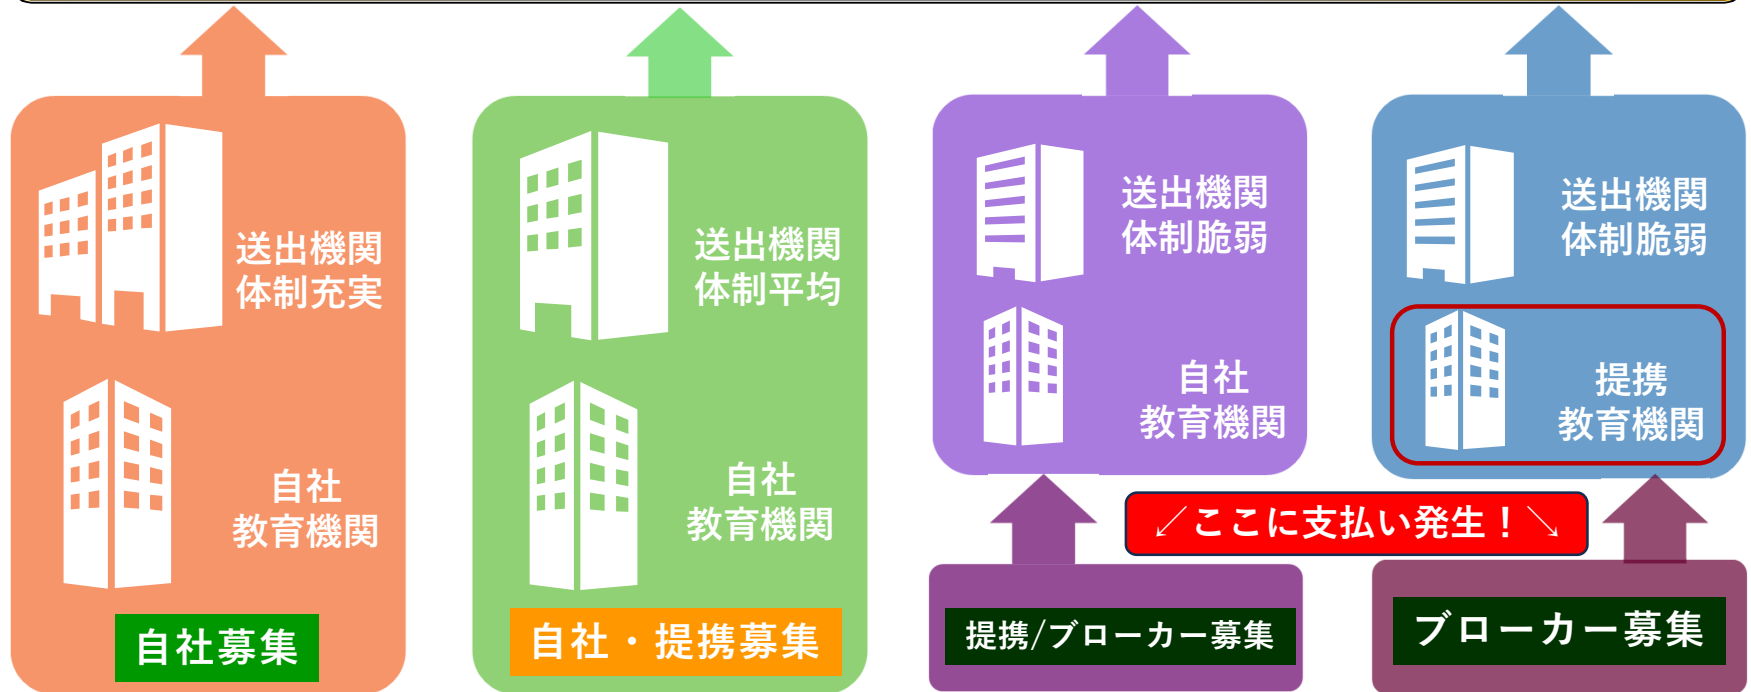 送出機関
体制充実
自社
教育機関
自社募集
送出機関
体制平均
自社
教育機関
自社・提携募集
送出機関
体制脆弱
自社
教育機関
提携/ブローカー募集
送出機関
体制脆弱
提携
教育機関
ブローカー募集
↙ここに支払い発生！↘